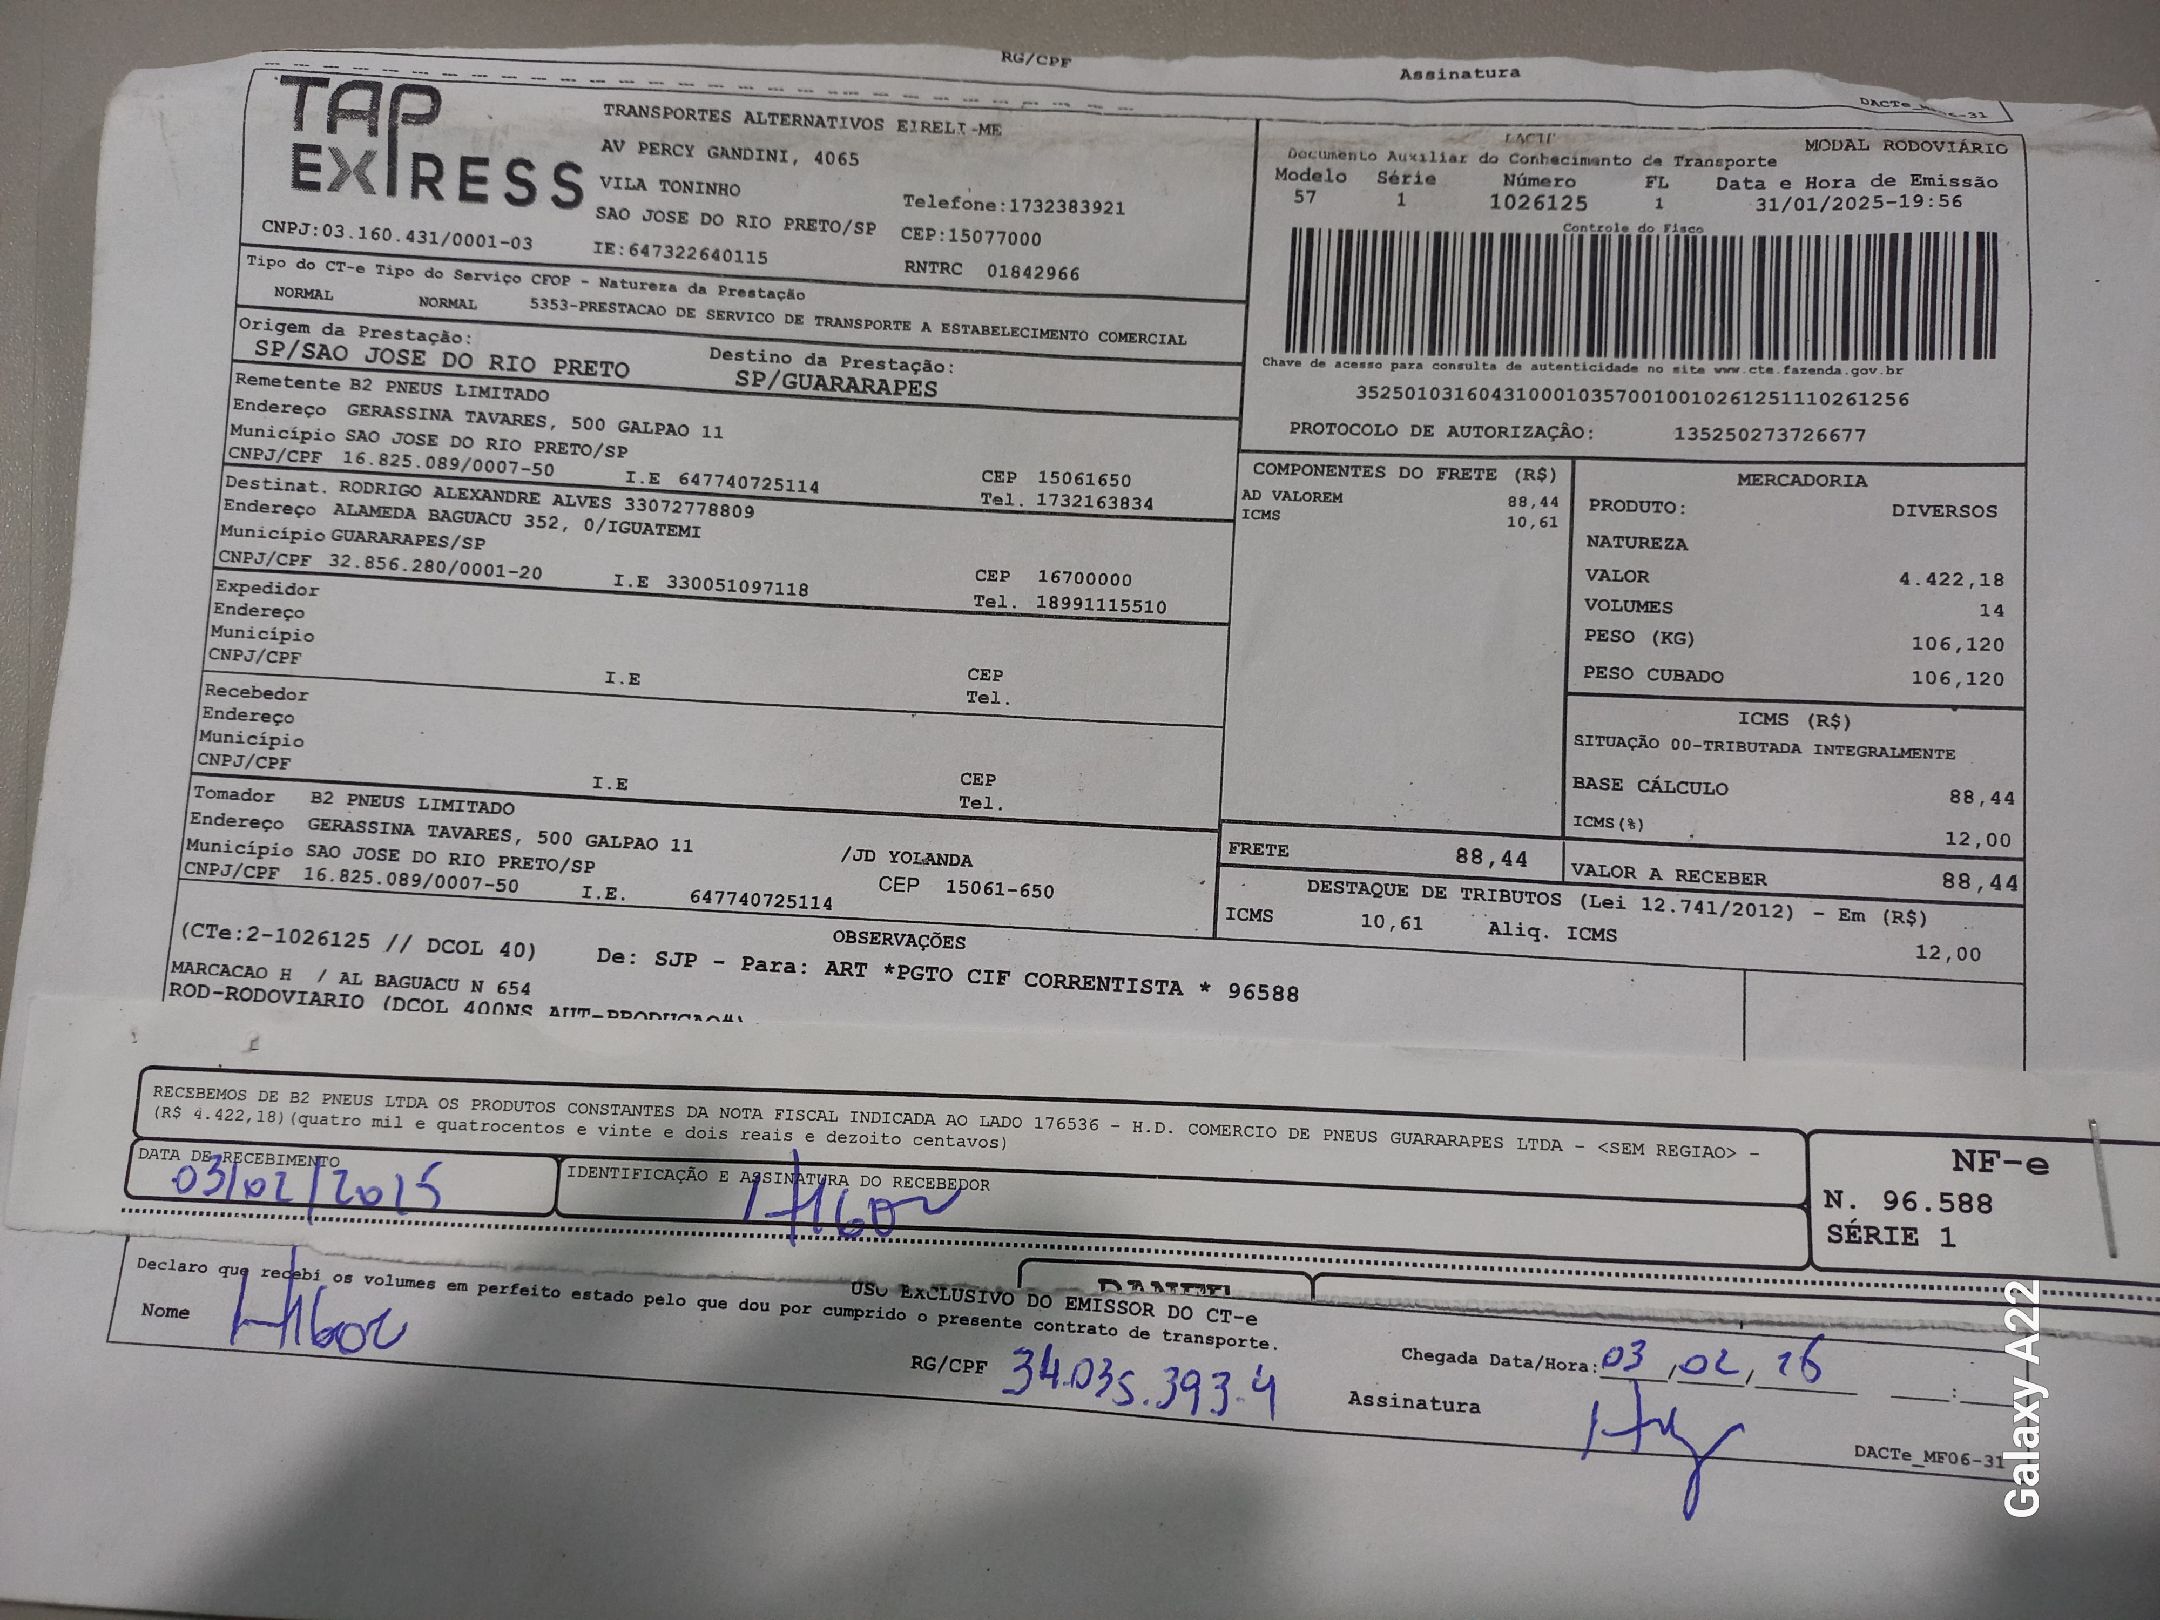 RG/CPF
Assinatura
TAP EXPRESS
TRANSPORTES ALTERNATIVOS EIRELI-ME
AV PERCY GANDINI, 4065
VILA TONINHO
Telefone:1732383921
SAO JOSE DO RIO PRETO/SP CEP:15077000
CNPJ:03.160.431/0001-03 IE:647322640115 RNTRC 01842966
MODAL RODOVIÁRIO
Documento Auxiliar do Conhecimento de Transporte
Modelo Série Número FL Data e Hora de Emissão
57 1 1026125 1 31/01/2025-19:56
Controle do Fisco
Chave de acesso para consulta de autenticidade no site www.cte.fazenda.gov.br
35250103160431000103570010010261251110261256
PROTOCOLO DE AUTORIZAÇÂO: 135250273726677
Tipo do CT-e Tipo do Serviço CFOP - Natureza da Prestação
NORMAL NORMAL 5353-PRESTACAO DE SERVICO DE TRANSPORTE A ESTABELECIMENTO COMERCIAL
Origem da Prestação: Destino da Prestação:
SP/SAO JOSE DO RIO PRETO SP/GUARARAPES
Remetente B2 PNEUS LIMITADO
Endereço GERASSINA TAVARES, 500 GALPAO 11
Município SAO JOSE DO RIO PRETO/SP CEP 15061650
CNPJ/CPF 16.825.089/0007-50 I.E 647740725114 Tel. 1732163834
Destinat. RODRIGO ALEXANDRE ALVES 33072778809
Endereço ALAMEDA BAGUACU 352, 0/IGUATEMI
Município GUARARAPES/SP CEP 16700000
CNPJ/CPF 32.856.280/0001-20 I.E 330051097118 Tel. 18991115510
Expedidor
Endereço
Município CEP
CNPJ/CPF I.E Tel.
Recebedor
Endereço
Município CEP
CNPJ/CPF I.E Tel.
Tomador B2 PNEUS LIMITADO
Endereço GERASSINA TAVARES, 500 GALPAO 11 /JD YOLANDA
Município SAO JOSE DO RIO PRETO/SP CEP 15061-650
CNPJ/CPF 16.825.089/0007-50 I.E. 647740725114
COMPONENTES DO FRETE (R$)
AD VALOREM 88,44
ICMS 10,61
MERCADORIA
PRODUTO: DIVERSOS
NATUREZA
VALOR 4.422,18
VOLUMES 14
PESO (KG) 106,120
PESO CUBADO 106,120
ICMS (R$)
SITUAÇÃO 00-TRIBUTADA INTEGRALMENTE
BASE CÁLCULO 88,44
ICMS(%) 12,00
FRETE 88,44 VALOR A RECEBER 88,44
DESTAQUE DE TRIBUTOS (Lei 12.741/2012) - Em (R$)
ICMS 10,61 Aliq. ICMS 12,00
OBSERVAÇÕES
(CTe:2-1026125 // DCOL 40) De: SJP - Para: ART *PGTO CIF CORRENTISTA * 96588
MARCACAO H / AL BAGUACU N 654
ROD-RODOVIARIO (DCOL 400NS AUT-PRODUCAO#)
RECEBEMOS DE B2 PNEUS LTDA OS PRODUTOS CONSTANTES DA NOTA FISCAL INDICADA AO LADO 176536 - H.D. COMERCIO DE PNEUS GUARARAPES LTDA - <SEM REGIAO> -
(R$ 4.422,18)(quatro mil e quatrocentos e vinte e dois reais e dezoito centavos)
DATA DE RECEBIMENTO IDENTIFICAÇÃO E ASSINATURA DO RECEBEDOR
03/02/2025
NF-e
N. 96.588
SÉRIE 1
USO EXCLUSIVO DO EMISSOR DO CT-e
Declaro que recebi os volumes em perfeito estado pelo que dou por cumprido o presente contrato de transporte.
Nome RG/CPF 34.035.393-4 Chegada Data/Hora: 03,02, :
Assinatura
DACTe_MF06-31
Galaxy A22